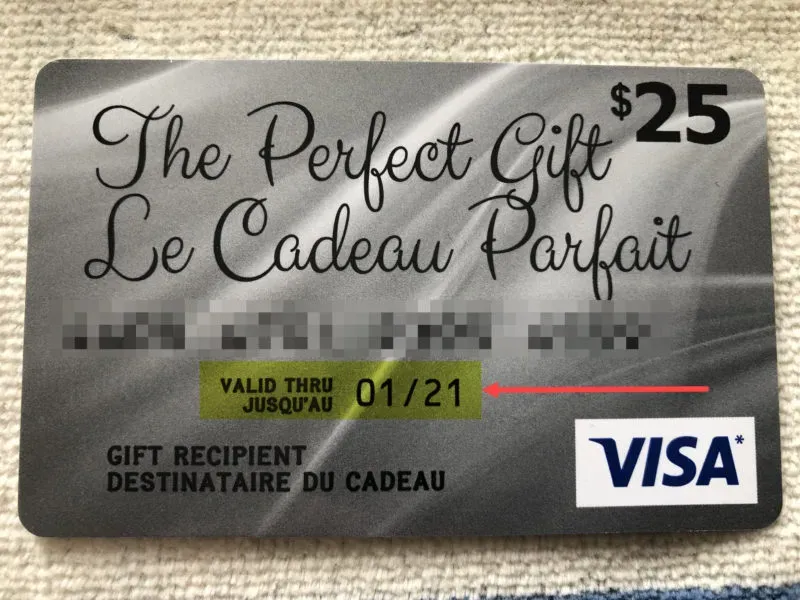 $25
The Perfect Gift
Le Cadeau Parfait
VALID THRU 01/21
JUSQU'AU
GIFT RECIPIENT
DESTINATAIRE DU CADEAU
VISA*